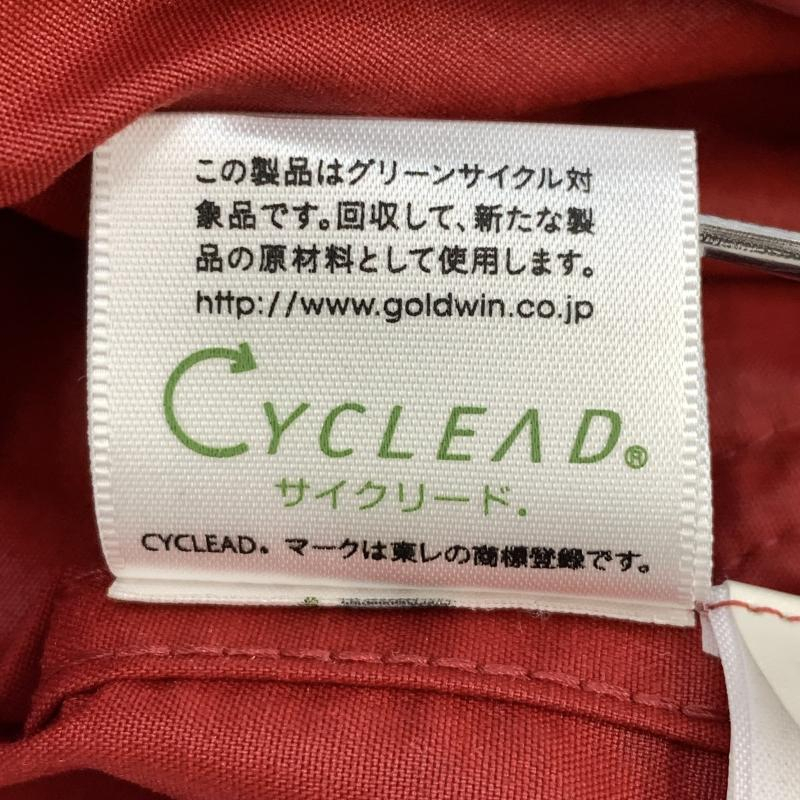 この製品はグリーンサイクル対
象品です。回収して、新たな製
品の原材料として使用します。
http://www.goldwin.co.jp
CYCLEAD®
サイクリード.
CYCLEAD。マークは東レの商標登録です。